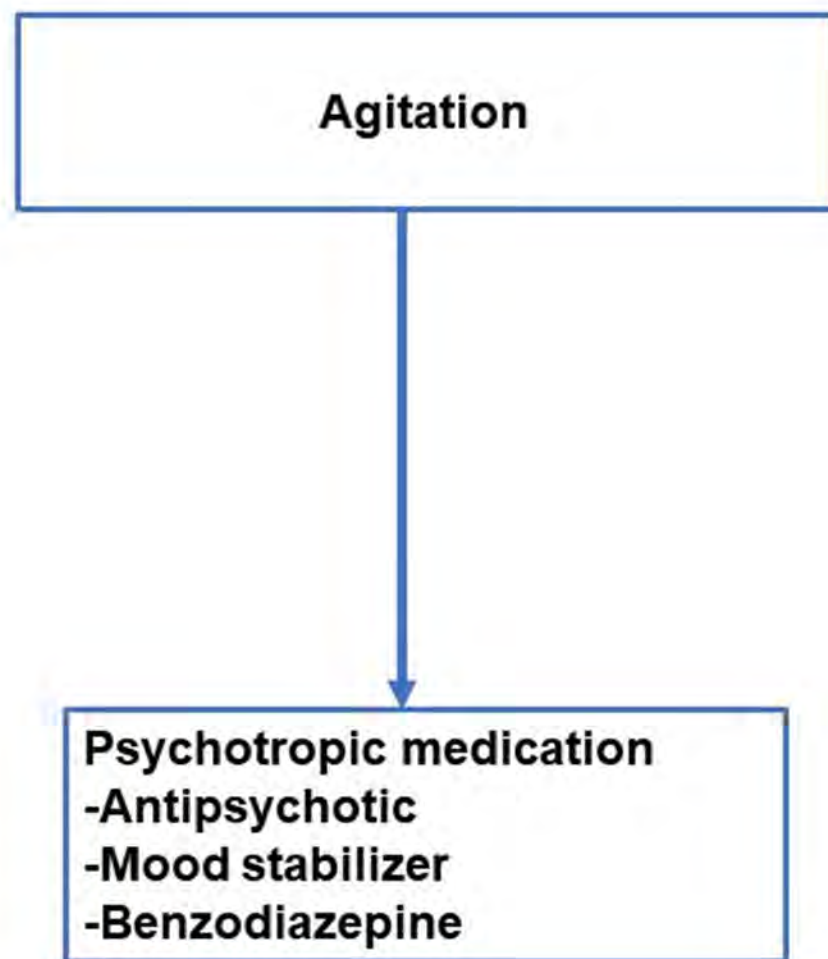 Agitation
Psychotropic medication
-Antipsychotic
-Mood stabilizer
-Benzodiazepine